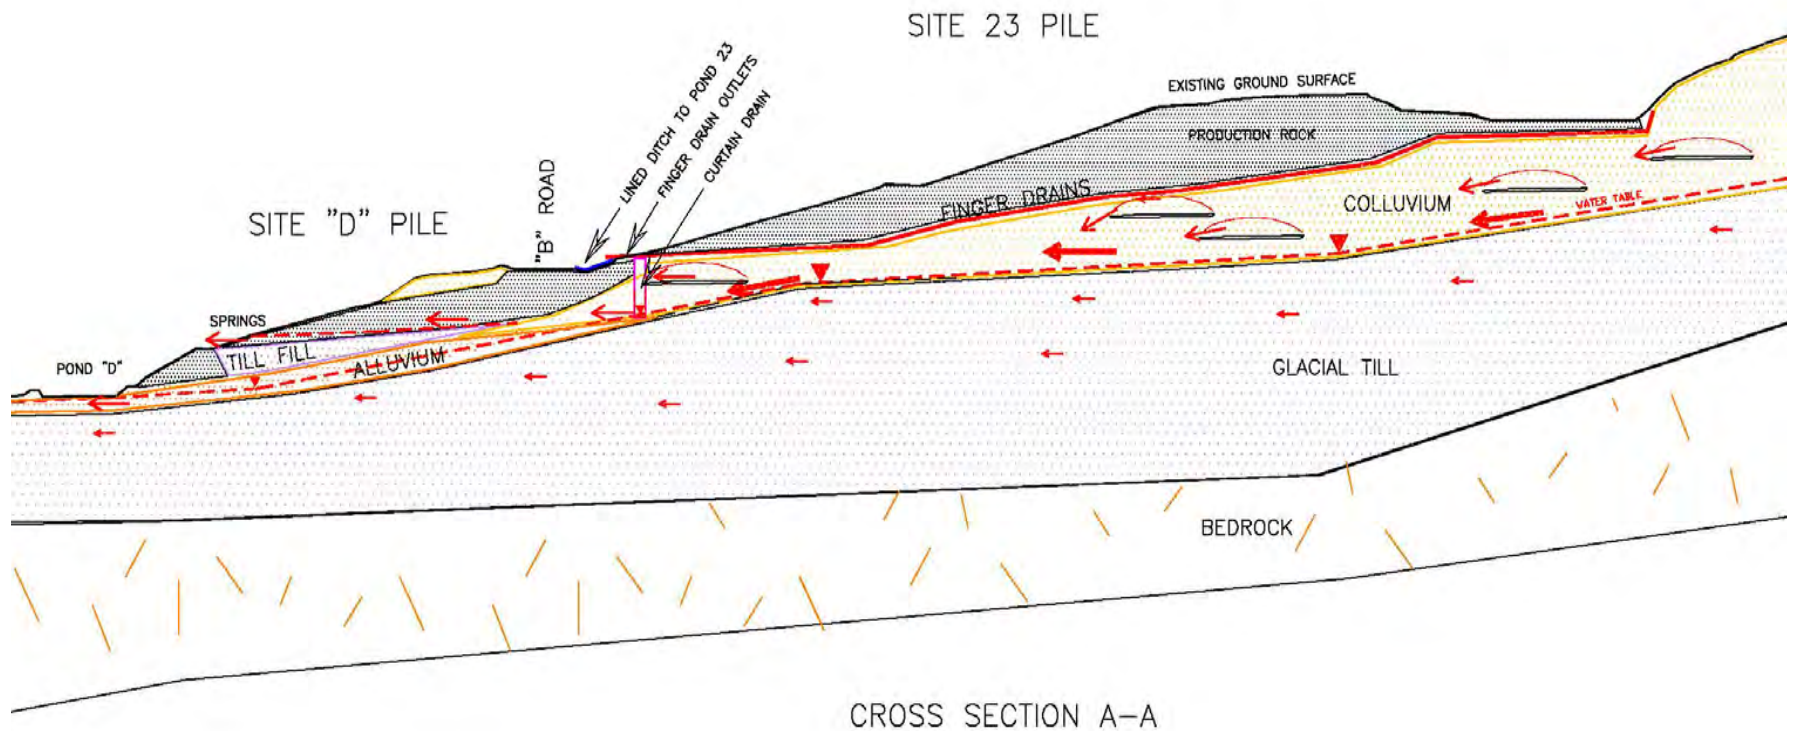 SITE 23 PILE
EXISTING GROUND SURFACE
PRODUCTION ROCK
LINED DITCH TO POND 23
FINGER DRAIN OUTLETS
CURTAIN DRAIN
"B" ROAD
SITE "D" PILE
FINGER DRAINS
COLLUVIUM
WATER TABLE
SPRINGS
TILL FILL
POND "D"
ALLUVIUM
GLACIAL TILL
BEDROCK
CROSS SECTION A-A